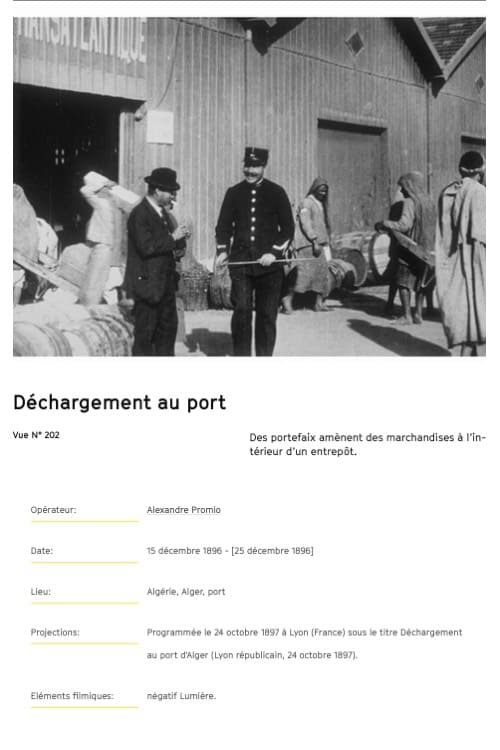 TRANSATLANTIQUE
Déchargement au port
Vue N° 202
Des portefaix amènent des marchandises à l'in-
térieur d'un entrepôt.
Opérateur: Alexandre Promio
Date: 15 décembre 1896 - [25 décembre 1896]
Lieu: Algérie, Alger, port
Projections: Programmée le 24 octobre 1897 à Lyon (France) sous le titre Déchargement
au port d'Alger (Lyon républicain, 24 octobre 1897).
Eléments filmiques: négatif Lumière.